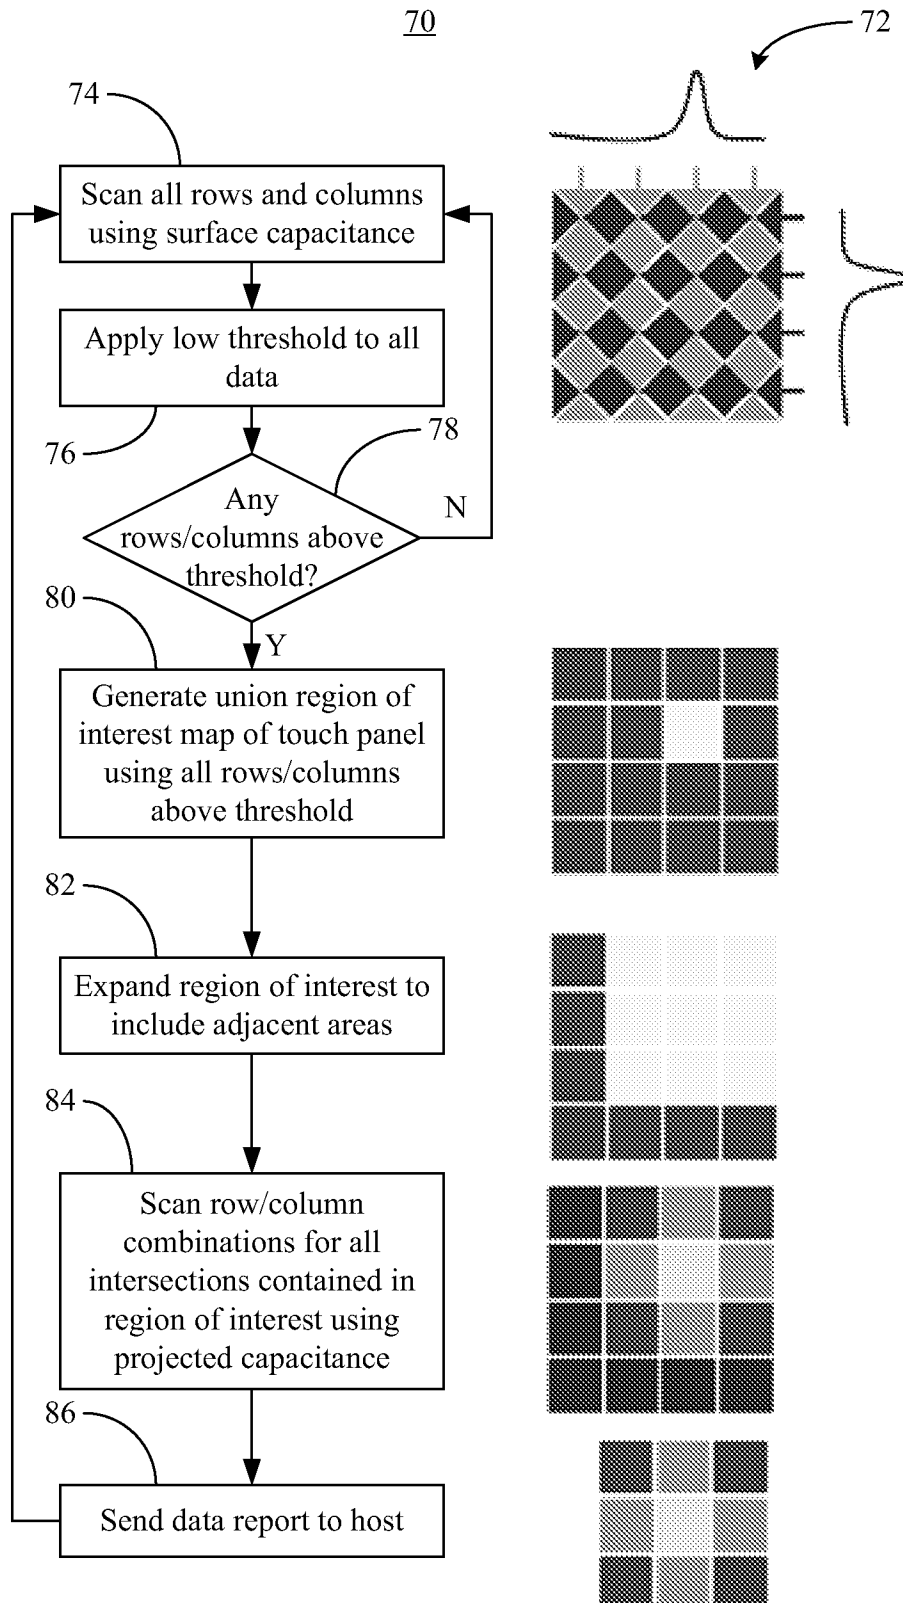 70
72
74
Scan all rows and columns
using surface capacitance
Apply low threshold to all
data
76
78
Any
rows/columns above
threshold?
N
Y
80
Generate union region of
interest map of touch panel
using all rows/columns
above threshold
82
Expand region of interest to
include adjacent areas
84
Scan row/column
combinations for all
intersections contained in
region of interest using
projected capacitance
86
Send data report to host